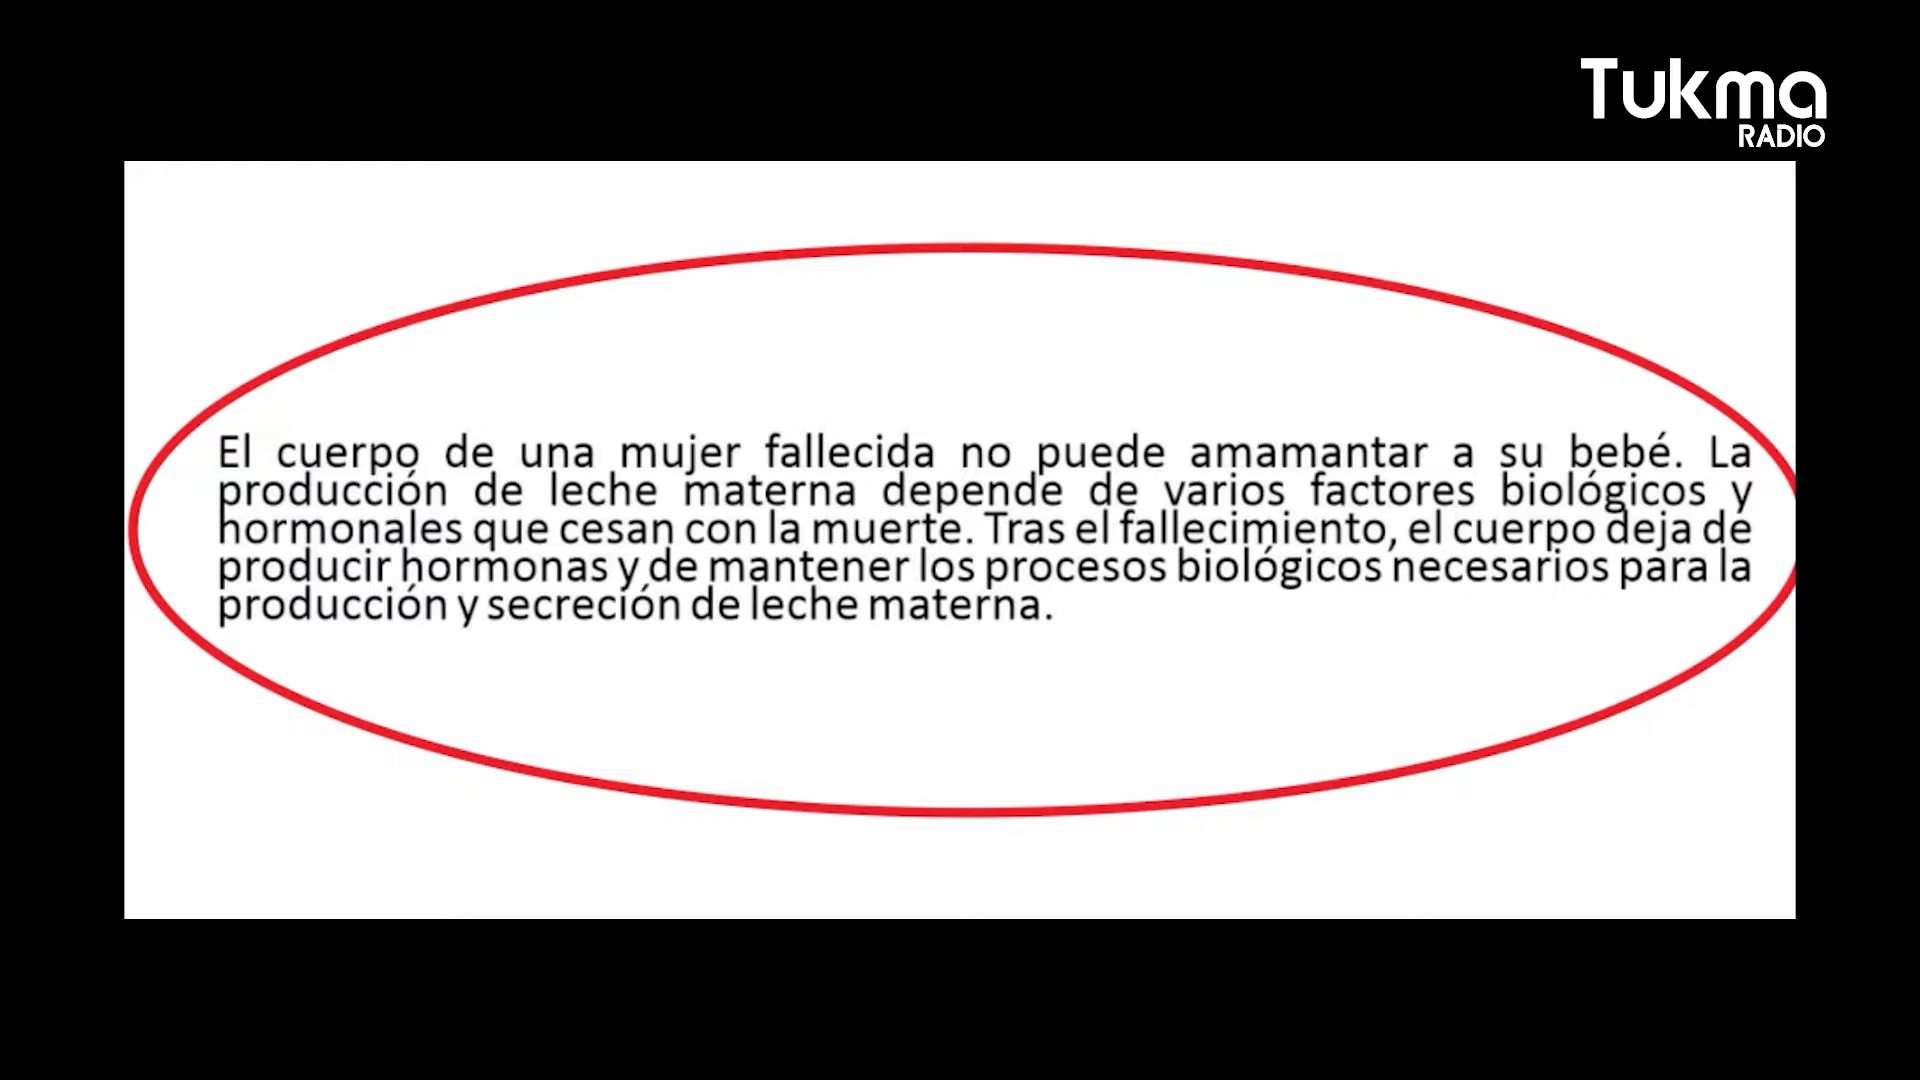 Tukma
RADIO
El cuerpo de una mujer fallecida no puede amamantar a su bebé. La
producción de leche materna depende de varios factores biológicos y
hormonales que cesan con la muerte. Tras el fallecimiento, el cuerpo deja de
producir hormonas y de mantener los procesos biológicos necesarios para la
producción y secreción de leche materna.